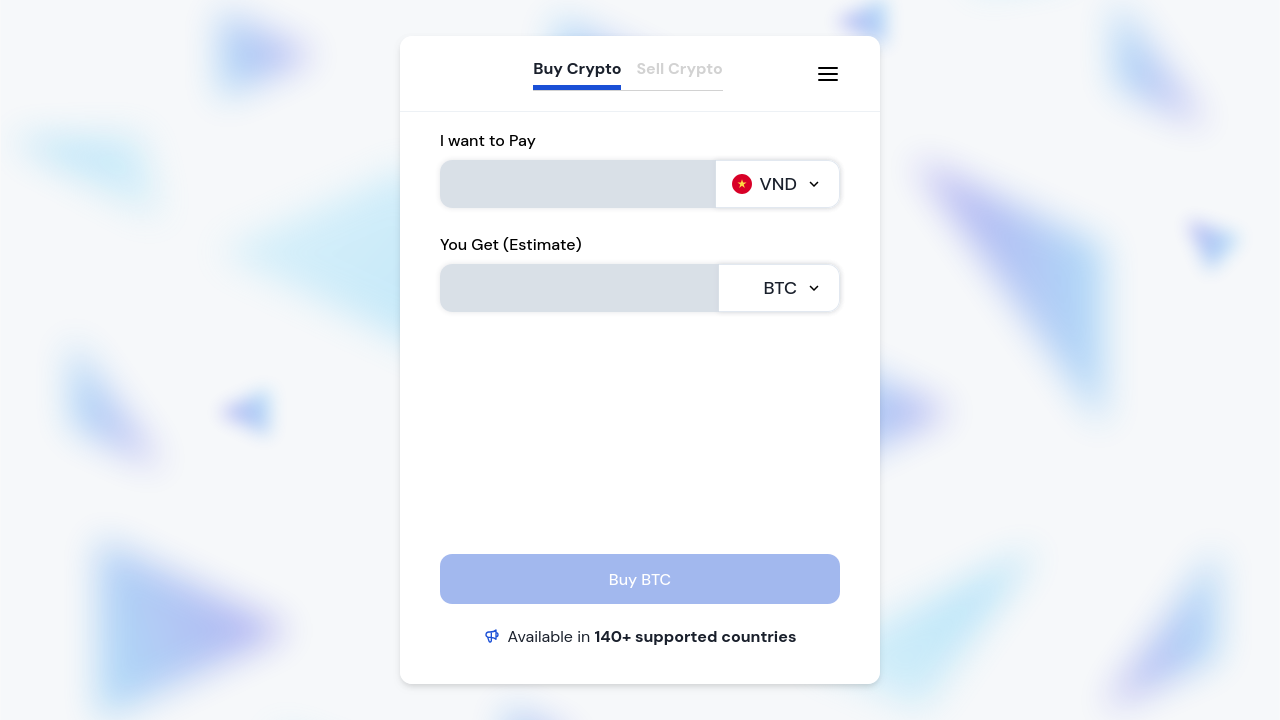 Buy Crypto Sell Crypto
I want to Pay
VND
You Get (Estimate)
BTC
Buy BTC
Available in 140+ supported countries